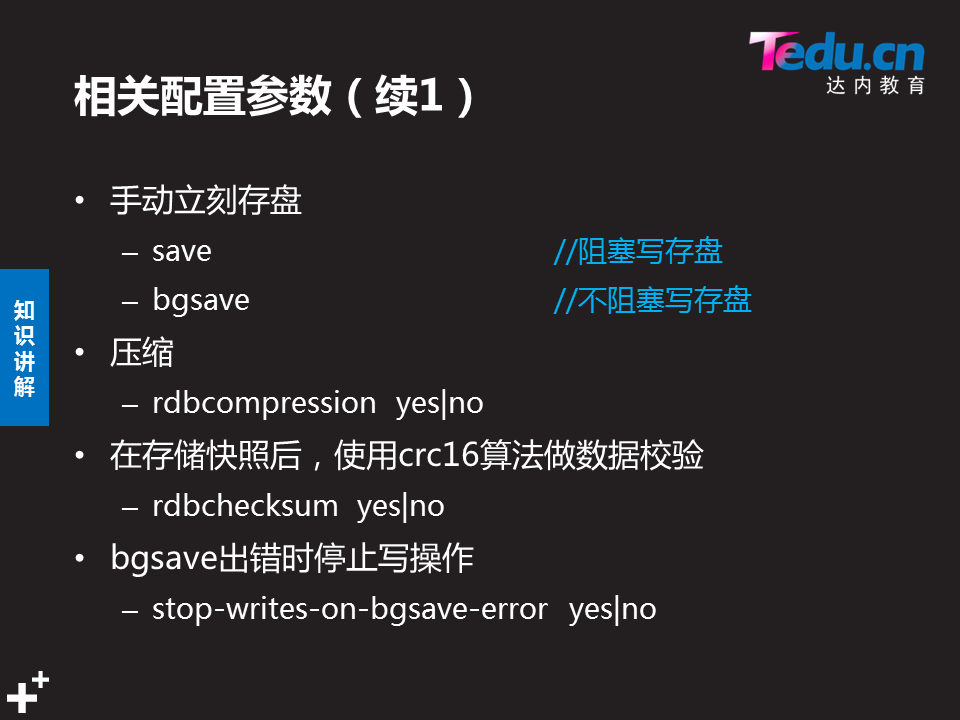 Tedu.cn
达内教育
相关配置参数（续1）
• 手动立刻存盘
– save //阻塞写存盘
– bgsave //不阻塞写存盘
• 压缩
– rdbcompression yes|no
• 在存储快照后，使用crc16算法做数据校验
– rdbchecksum yes|no
• bgsave出错时停止写操作
– stop-writes-on-bgsave-error yes|no
知识讲解